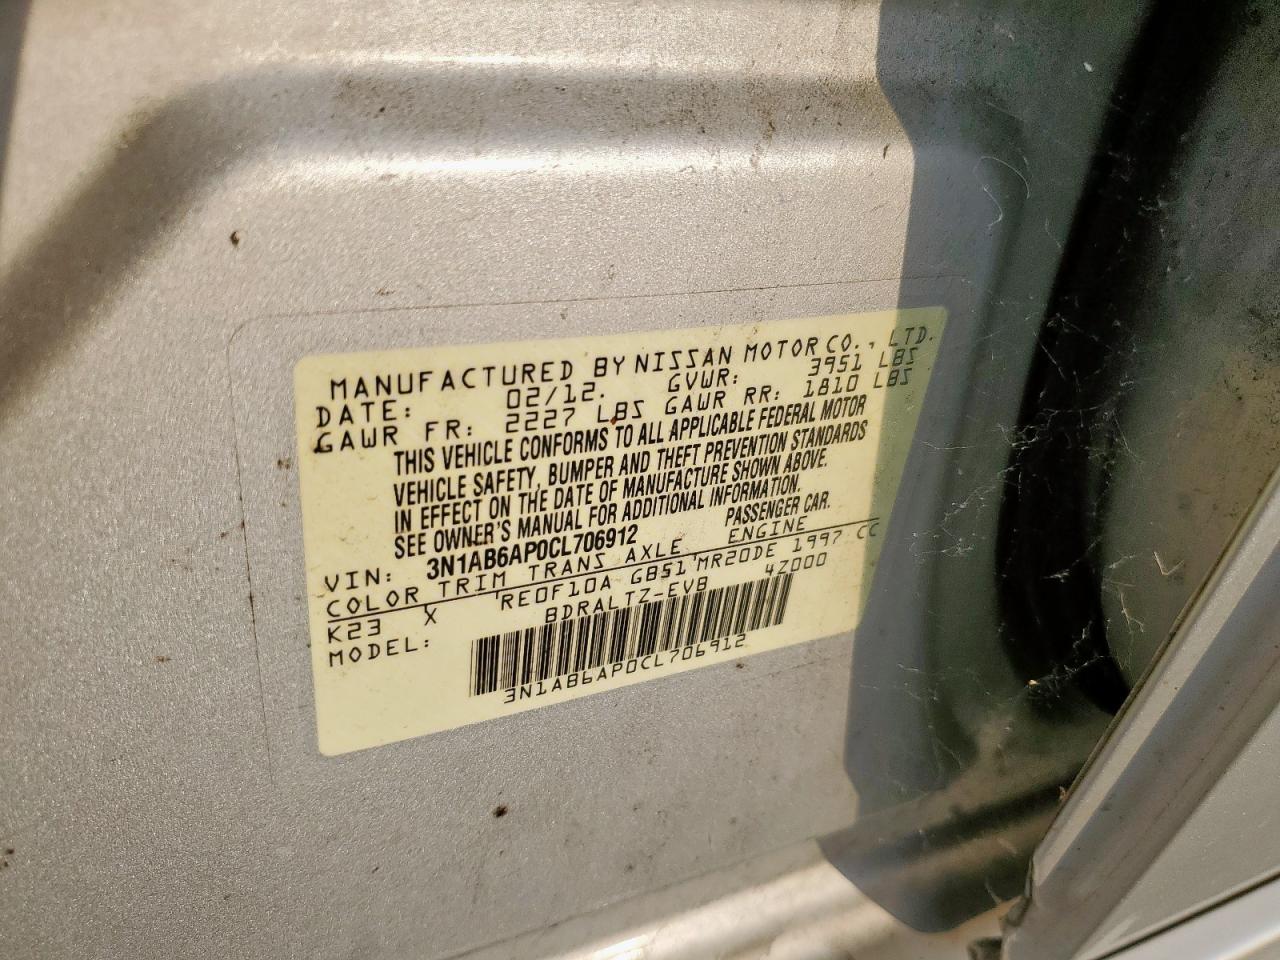 MANUFACTURED BY NISSAN MOTOR CO., LTD.
DATE: 02/12. GVWR: 3951 LBS
GAWR FR: 2227 LBS GAWR RR: 1810 LBS
THIS VEHICLE CONFORMS TO ALL APPLICABLE FEDERAL MOTOR
VEHICLE SAFETY, BUMPER AND THEFT PREVENTION STANDARDS
IN EFFECT ON THE DATE OF MANUFACTURE SHOWN ABOVE.
SEE OWNER'S MANUAL FOR ADDITIONAL INFORMATION.
VIN: 3N1AB6AP0CL706912 PASSENGER CAR.
COLOR TRIM TRANS AXLE ENGINE
K23 X RE0F10A GB51 MR20DE 1997 CC
MODEL: BDRALTZ-EVB 4Z000
3N1AB6AP0CL706912